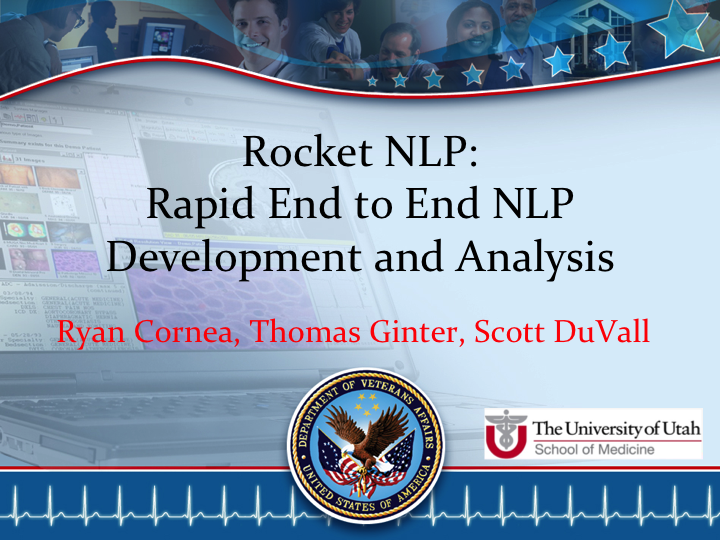 Rocket NLP:
Rapid End to End NLP
Development and Analysis
Ryan Cornea, Thomas Ginter, Scott DuVall
DEPARTMENT OF VETERANS AFFAIRS
UNITED STATES OF AMERICA
The University of Utah
School of Medicine